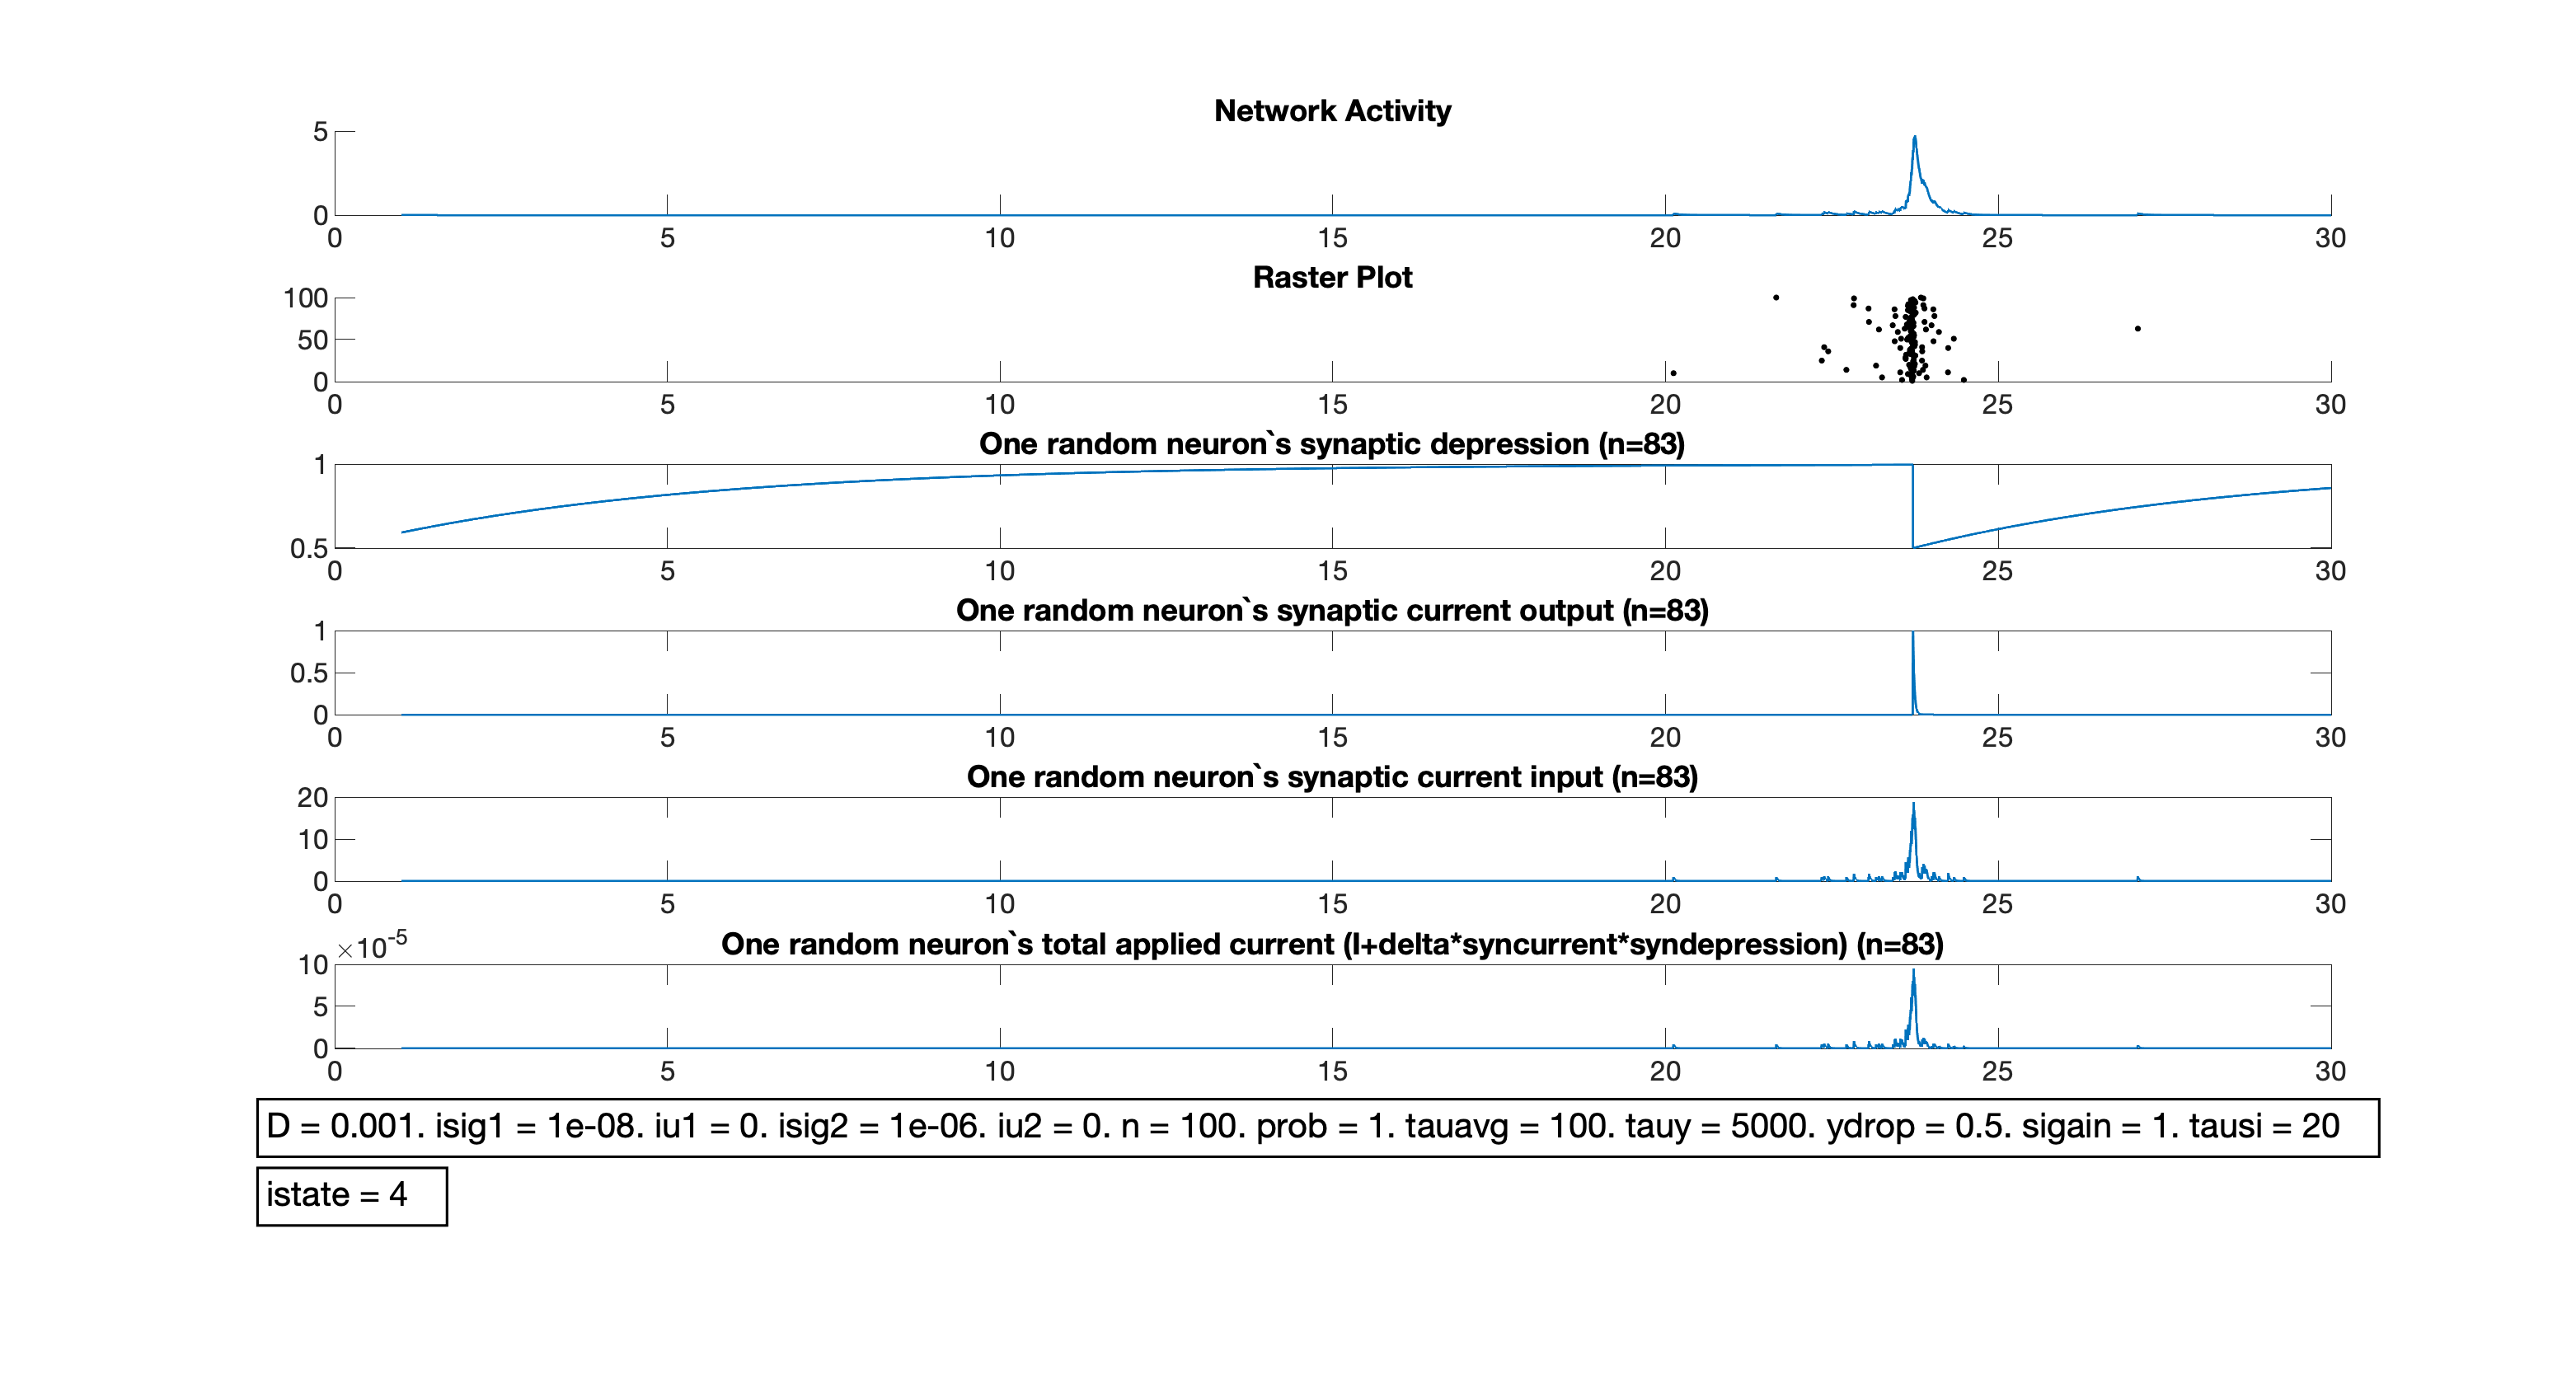 Network Activity
5
0
0 5 10 15 20 25 30
Raster Plot
100
50
0
0 5 10 15 20 25 30
One random neuron`s synaptic depression (n=83)
1
0.5
0 5 10 15 20 25 30
One random neuron`s synaptic current output (n=83)
1
0.5
0
0 5 10 15 20 25 30
One random neuron`s synaptic current input (n=83)
20
10
0
0 5 10 15 20 25 30
One random neuron`s total applied current (I+delta*syncurrent*syndepression) (n=83)
×10-5
10
5
0
0 5 10 15 20 25 30
D = 0.001. isig1 = 1e-08. iu1 = 0. isig2 = 1e-06. iu2 = 0. n = 100. prob = 1. tauavg = 100. tauy = 5000. ydrop = 0.5. sigain = 1. tausi = 20
istate = 4